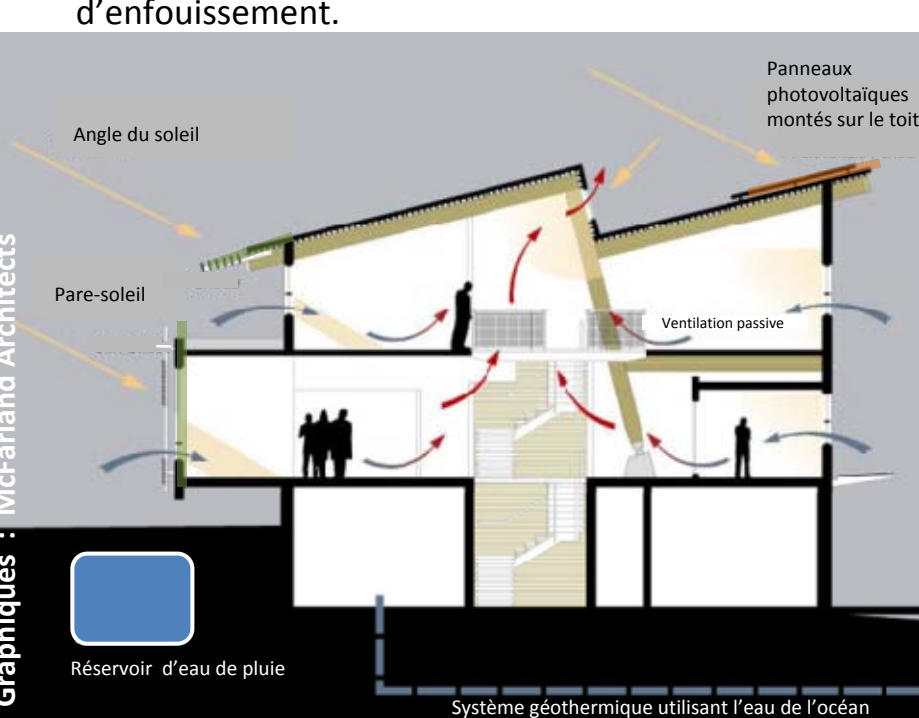 d’enfouissement.
Panneaux
photovoltaïques
montés sur le toit
Angle du soleil
Pare-soleil
Ventilation passive
Graphiques : McFarland Architects
Réservoir d’eau de pluie
Système géothermique utilisant l’eau de l’océan